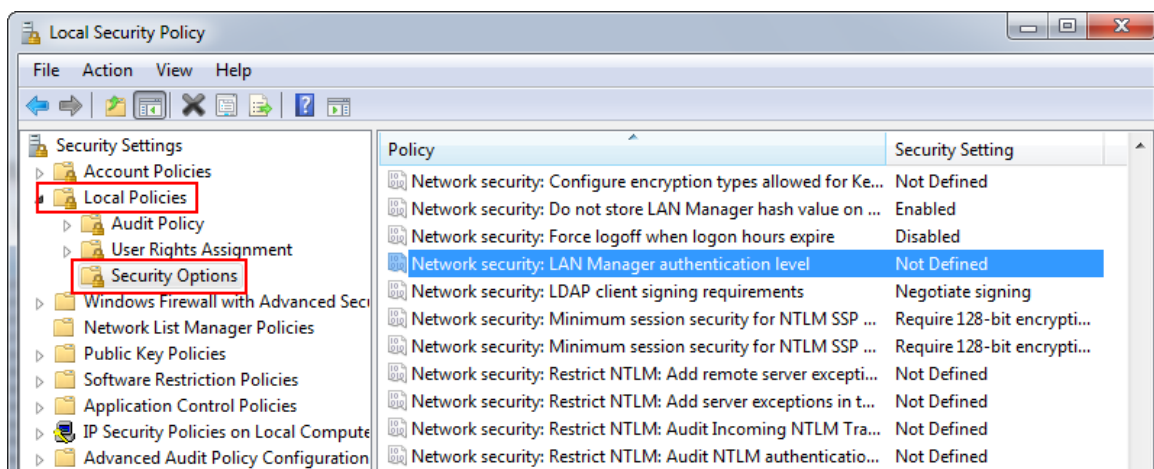 Local Security Policy
File Action View Help
Security Settings
Account Policies
Local Policies
Audit Policy
User Rights Assignment
Security Options
Windows Firewall with Advanced Secu
Network List Manager Policies
Public Key Policies
Software Restriction Policies
Application Control Policies
IP Security Policies on Local Compute
Advanced Audit Policy Configuration
Policy Security Setting
Network security: Configure encryption types allowed for Ke... Not Defined
Network security: Do not store LAN Manager hash value on ... Enabled
Network security: Force logoff when logon hours expire Disabled
Network security: LAN Manager authentication level Not Defined
Network security: LDAP client signing requirements Negotiate signing
Network security: Minimum session security for NTLM SSP ... Require 128-bit encrypti...
Network security: Minimum session security for NTLM SSP ... Require 128-bit encrypti...
Network security: Restrict NTLM: Add remote server excepti... Not Defined
Network security: Restrict NTLM: Add server exceptions in t... Not Defined
Network security: Restrict NTLM: Audit Incoming NTLM Tra... Not Defined
Network security: Restrict NTLM: Audit NTLM authenticatio... Not Defined